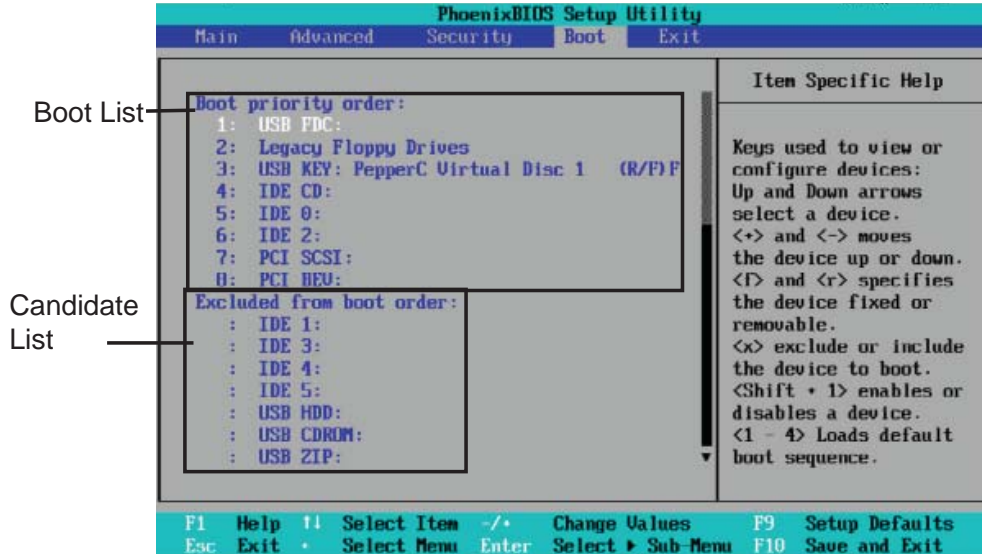 PhoenixBIOS Setup Utility
Main Advanced Security Boot Exit
Item Specific Help
Boot List
Boot priority order:
1: USB FDC:
2: Legacy Floppy Drives
3: USB KEY: PepperC Virtual Disc 1 (R/F)F
4: IDE CD:
5: IDE 0:
6: IDE 2:
7: PCI SCSI:
8: PCI BEV:
Candidate
List
Excluded from boot order:
: IDE 1:
: IDE 3:
: IDE 4:
: IDE 5:
: USB HDD:
: USB CDROM:
: USB ZIP:
Keys used to view or
configure devices:
Up and Down arrows
select a device.
<+> and <-> moves
the device up or down.
<f> and <r> specifies
the device fixed or
removable.
<x> exclude or include
the device to boot.
<Shift + 1> enables or
disables a device.
<1 - 4> Loads default
boot sequence.
F1 Help ↑↓ Select Item -/+ Change Values F9 Setup Defaults
Esc Exit Select Menu Enter Select ▶ Sub-Menu F10 Save and Exit